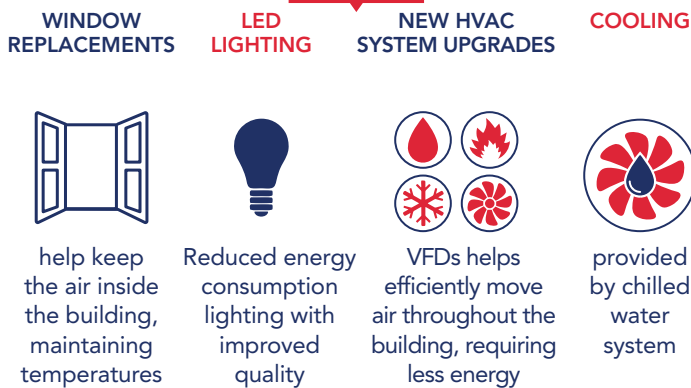 WINDOW
REPLACEMENTS
LED
LIGHTING
NEW HVAC
SYSTEM UPGRADES
COOLING
help keep
the air inside
the building,
maintaining
temperatures
Reduced energy
consumption
lighting with
improved
quality
VFDs helps
efficiently move
air throughout the
building, requiring
less energy
provided
by chilled
water
system